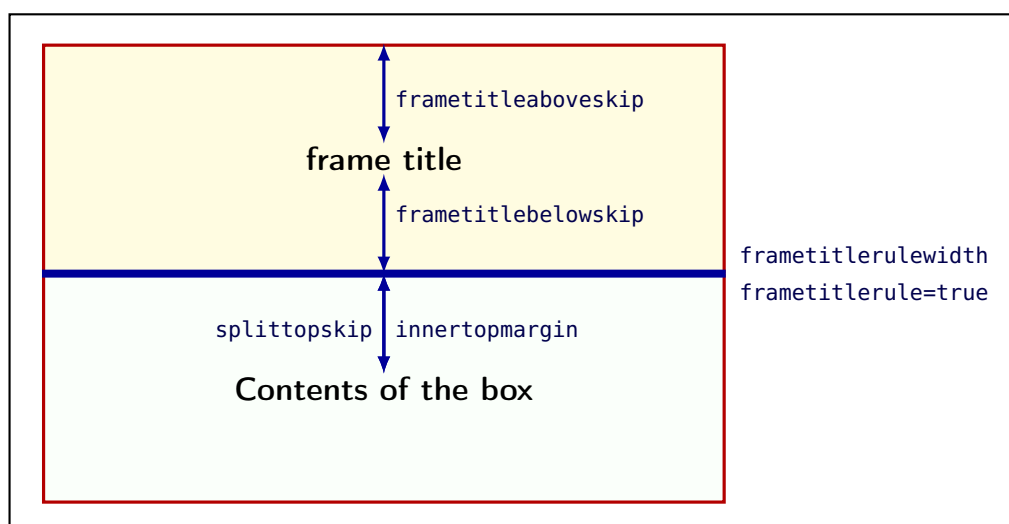 frametitleaboveskip
frame title
frametitlebelowskip
frametitlerulewidth
frametitlerule=true
splittopskip innertopmargin
Contents of the box